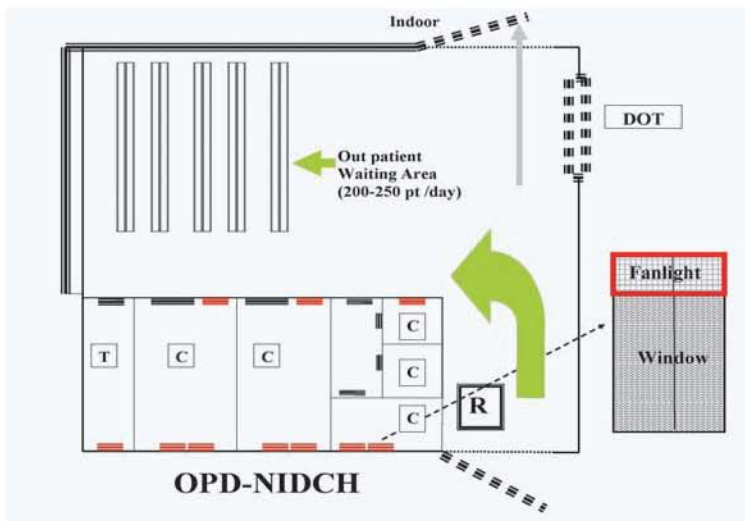 Indoor
DOT
Out patient
Waiting Area
(200-250 pt /day)
Fanlight
Window
T
C
C
C
C
C
R
OPD-NIDCH